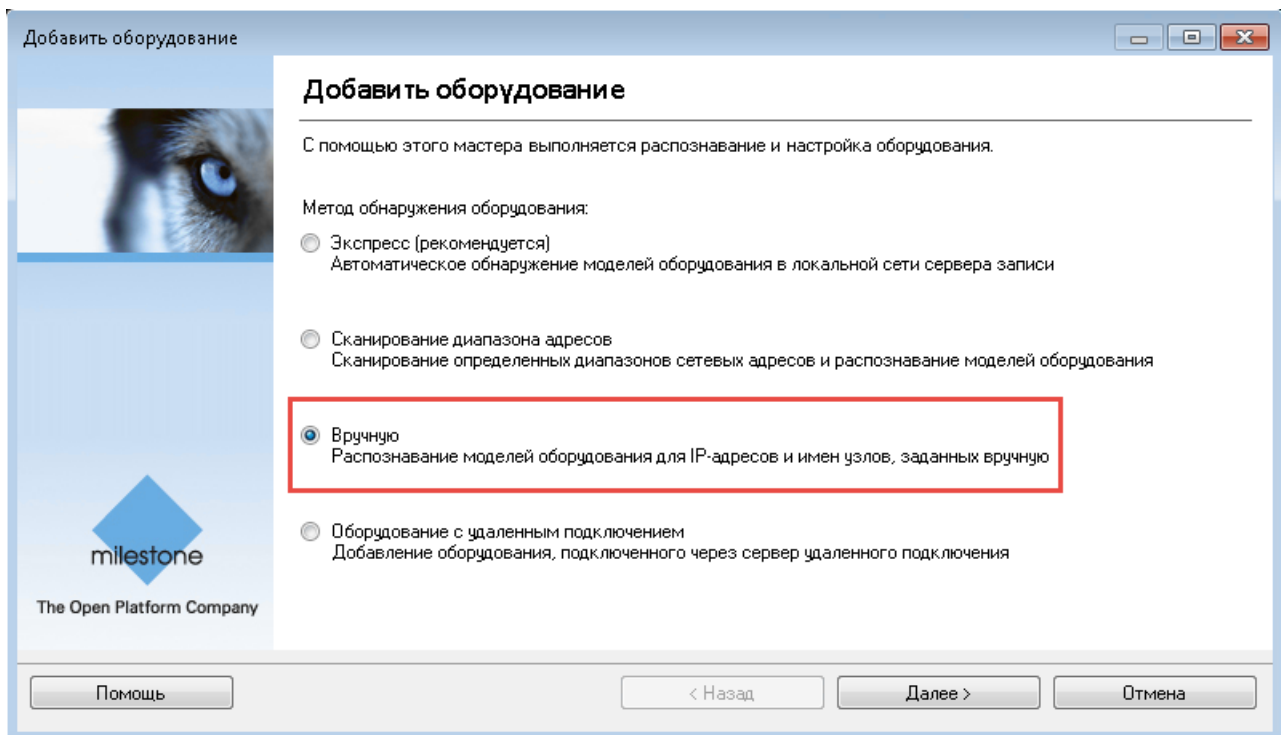 Добавить оборудование
Добавить оборудование
С помощью этого мастера выполняется распознавание и настройка оборудования.
Метод обнаружения оборудования:
Экспресс (рекомендуется)
Автоматическое обнаружение моделей оборудования в локальной сети сервера записи
Сканирование диапазона адресов
Сканирование определенных диапазонов сетевых адресов и распознавание моделей оборудования
Вручную
Распознавание моделей оборудования для IP-адресов и имен узлов, заданных вручную
Оборудование с удаленным подключением
Добавление оборудования, подключенного через сервер удаленного подключения
milestone
The Open Platform Company
Помощь
< Назад
Далее >
Отмена